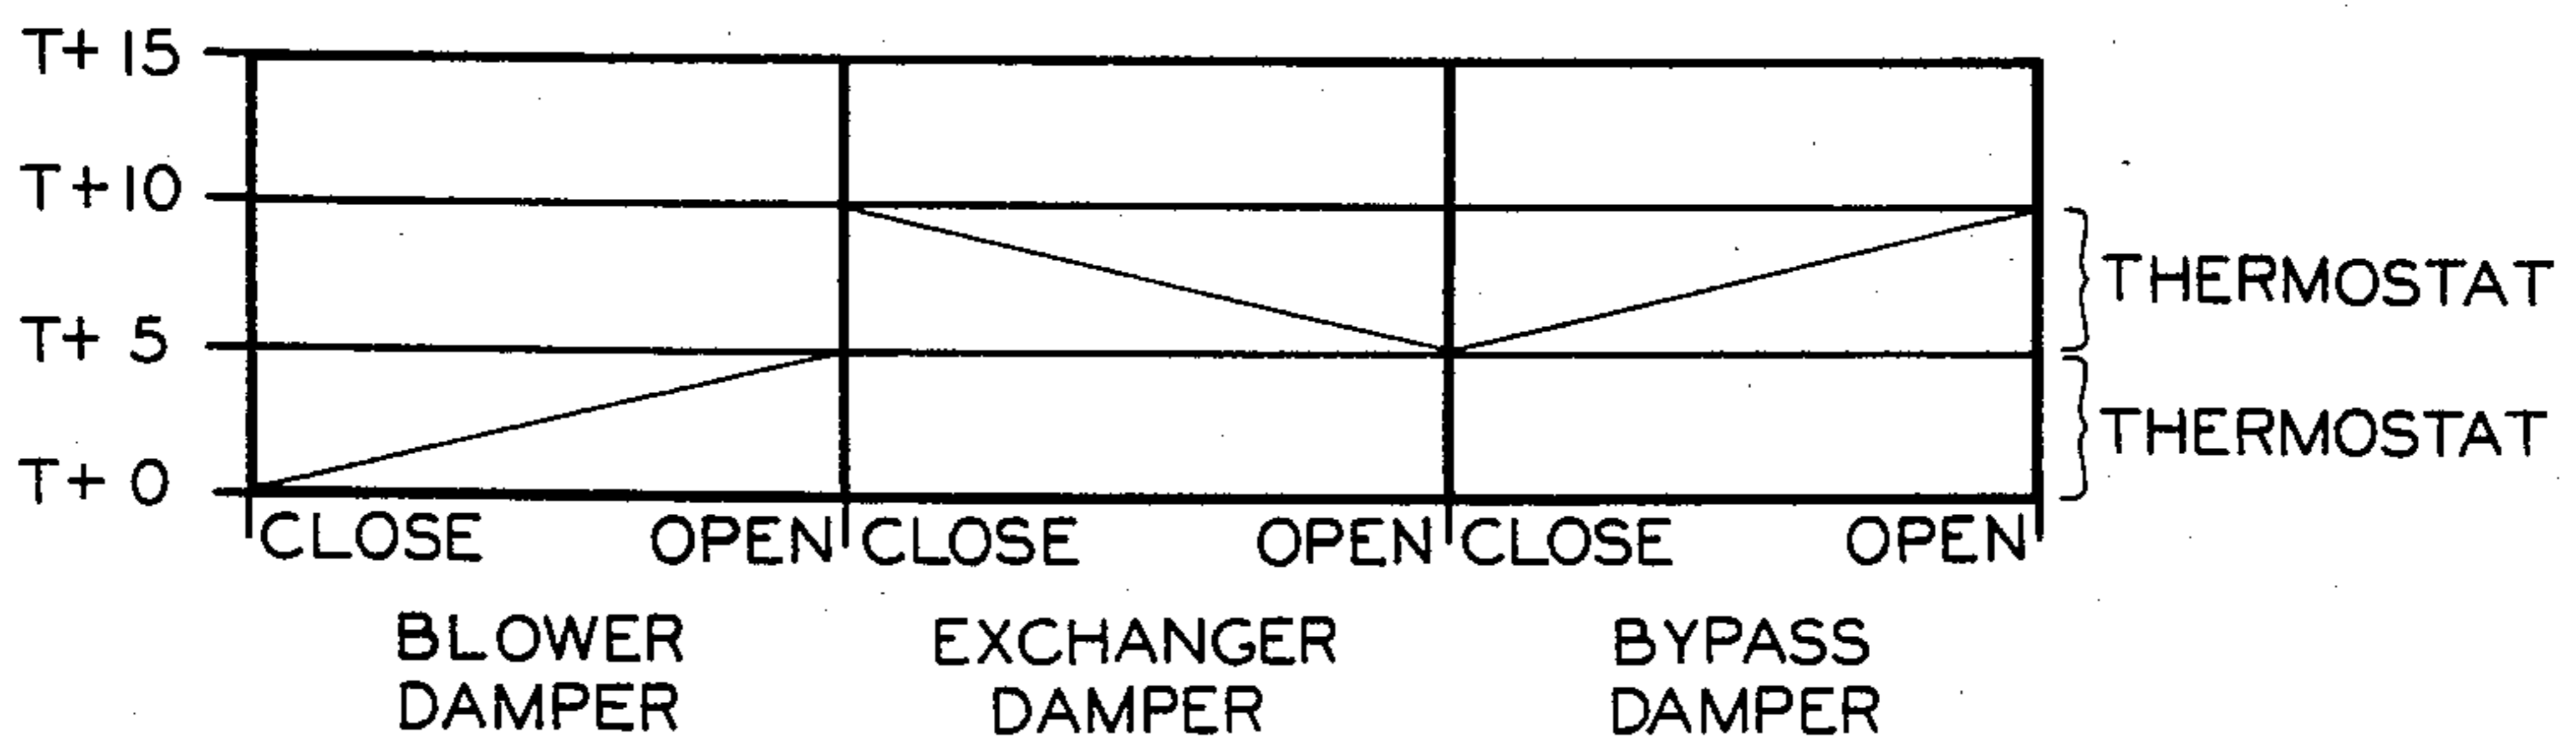 T+ 15
T+10
T+ 5
T+ 0
THERMOSTAT
THERMOSTAT
CLOSE OPEN CLOSE OPEN CLOSE OPEN
BLOWER DAMPER
EXCHANGER DAMPER
BYPASS DAMPER